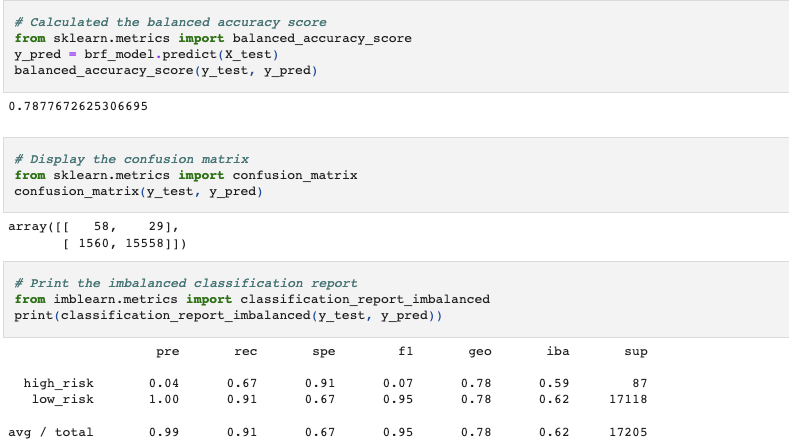 # Calculated the balanced accuracy score
from sklearn.metrics import balanced_accuracy_score
y_pred = brf_model.predict(X_test)
balanced_accuracy_score(y_test, y_pred)
0.7877672625306695
# Display the confusion matrix
from sklearn.metrics import confusion_matrix
confusion_matrix(y_test, y_pred)
array([[   58,    29],
       [ 1560, 15558]])
# Print the imbalanced classification report
from imblearn.metrics import classification_report_imbalanced
print(classification_report_imbalanced(y_test, y_pred))
                   pre       rec       spe        f1       geo       iba       sup
  high_risk       0.04      0.67      0.91      0.07      0.78      0.59        87
   low_risk       1.00      0.91      0.67      0.95      0.78      0.62     17118
avg / total       0.99      0.91      0.67      0.95      0.78      0.62     17205